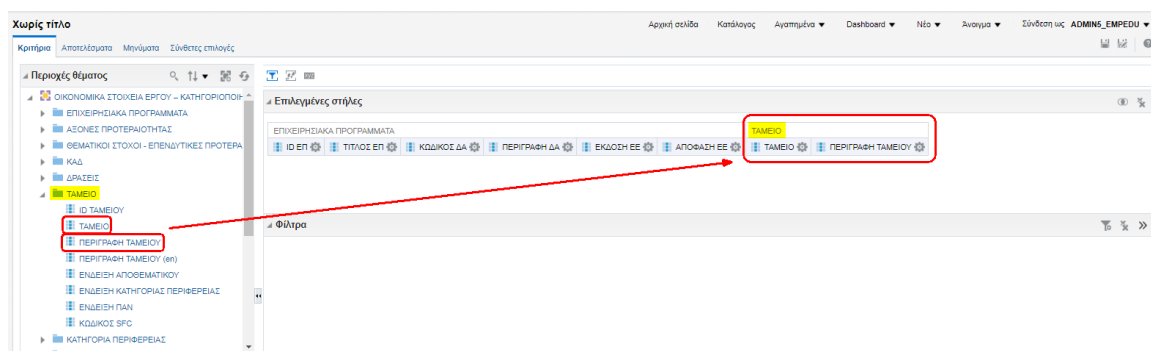 Χωρίς τίτλο
Αρχική σελίδα Κατάλογος Αγαπημένα Dashboard Νέο Άνοιγμα Σύνδεση ως ADMIN5_EMPEDU
Κριτήρια Αποτελέσματα Μηνύματα Σύνθετες επιλογές
Περιοχές θέματος
ΟΙΚΟΝΟΜΙΚΑ ΣΤΟΙΧΕΙΑ ΕΡΓΟΥ – ΚΑΤΗΓΟΡΙΟΠΟΙΗ
ΕΠΙΧΕΙΡΗΣΙΑΚΑ ΠΡΟΓΡΑΜΜΑΤΑ
ΑΞΟΝΕΣ ΠΡΟΤΕΡΑΙΟΤΗΤΑΣ
ΘΕΜΑΤΙΚΟΙ ΣΤΟΧΟΙ - ΕΠΕΝΔΥΤΙΚΕΣ ΠΡΟΤΕΡΑ
ΚΑΔ
ΔΡΑΣΕΙΣ
ΤΑΜΕΙΟ
ID ΤΑΜΕΙΟΥ
ΤΑΜΕΙΟ
ΠΕΡΙΓΡΑΦΗ ΤΑΜΕΙΟΥ
ΠΕΡΙΓΡΑΦΗ ΤΑΜΕΙΟΥ (en)
ΕΝΔΕΙΞΗ ΑΠΟΘΕΜΑΤΙΚΟΥ
ΕΝΔΕΙΞΗ ΚΑΤΗΓΟΡΙΑΣ ΠΕΡΙΦΕΡΕΙΑΣ
ΕΝΔΕΙΞΗ ΠΑΝ
ΚΩΔΙΚΟΣ SFC
ΚΑΤΗΓΟΡΙΑ ΠΕΡΙΦΕΡΕΙΑΣ
Επιλεγμένες στήλες
ΕΠΙΧΕΙΡΗΣΙΑΚΑ ΠΡΟΓΡΑΜΜΑΤΑ ΤΑΜΕΙΟ
ID ΕΠ ΤΙΤΛΟΣ ΕΠ ΚΩΔΙΚΟΣ ΔΑ ΠΕΡΙΓΡΑΦΗ ΔΑ ΕΚΔΟΣΗ ΕΕ ΑΠΟΦΑΣΗ ΕΕ ΤΑΜΕΙΟ ΠΕΡΙΓΡΑΦΗ ΤΑΜΕΙΟΥ
Φίλτρα